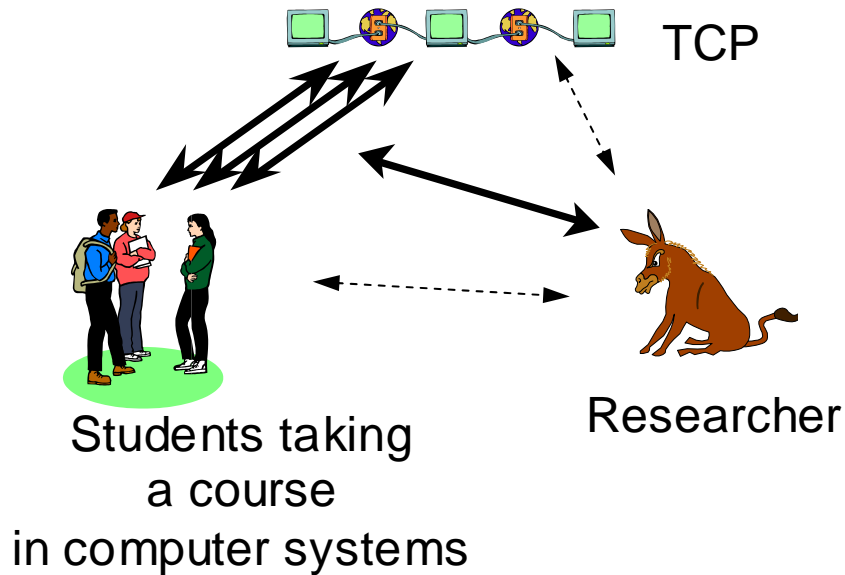 TCP
Researcher
Students taking
a course
in computer systems